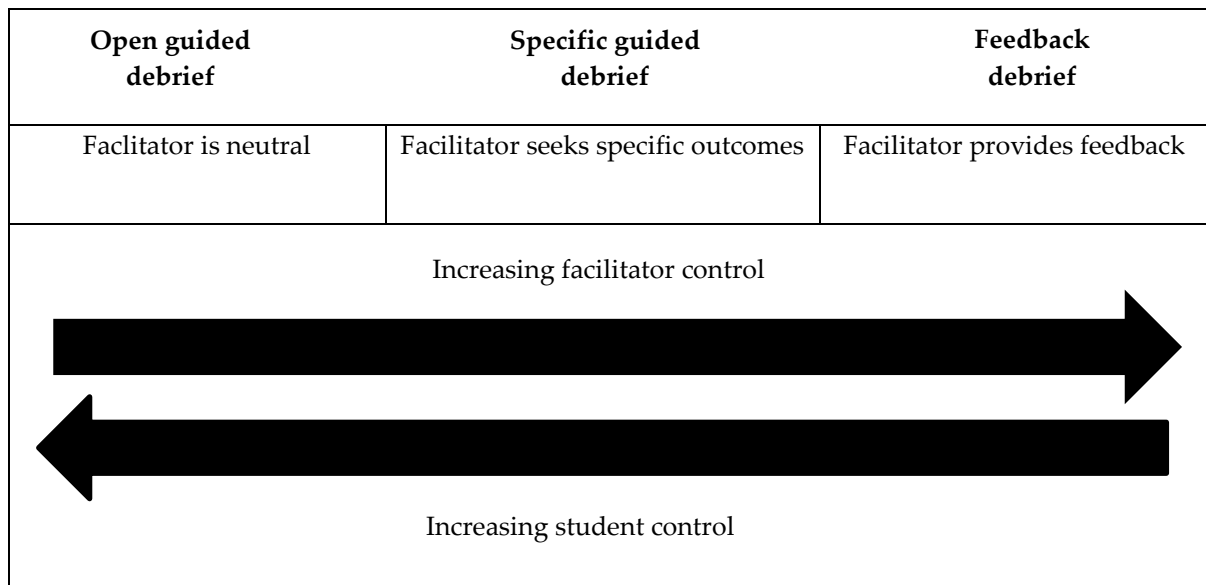 Open guided
debrief
Specific guided
debrief
Feedback
debrief
Faclitator is neutral
Facilitator seeks specific outcomes
Facilitator provides feedback
Increasing facilitator control
Increasing student control